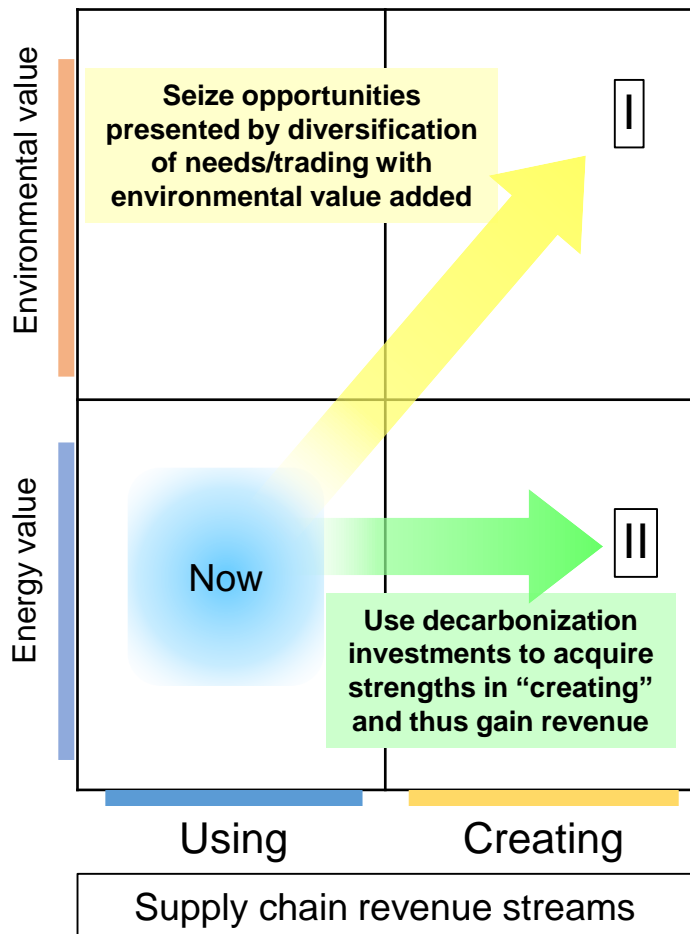 Environmental value
Seize opportunities
presented by diversification
of needs/trading with
environmental value added
I
Energy value
Now
II
Use decarbonization
investments to acquire
strengths in “creating”
and thus gain revenue
Using
Creating
Supply chain revenue streams